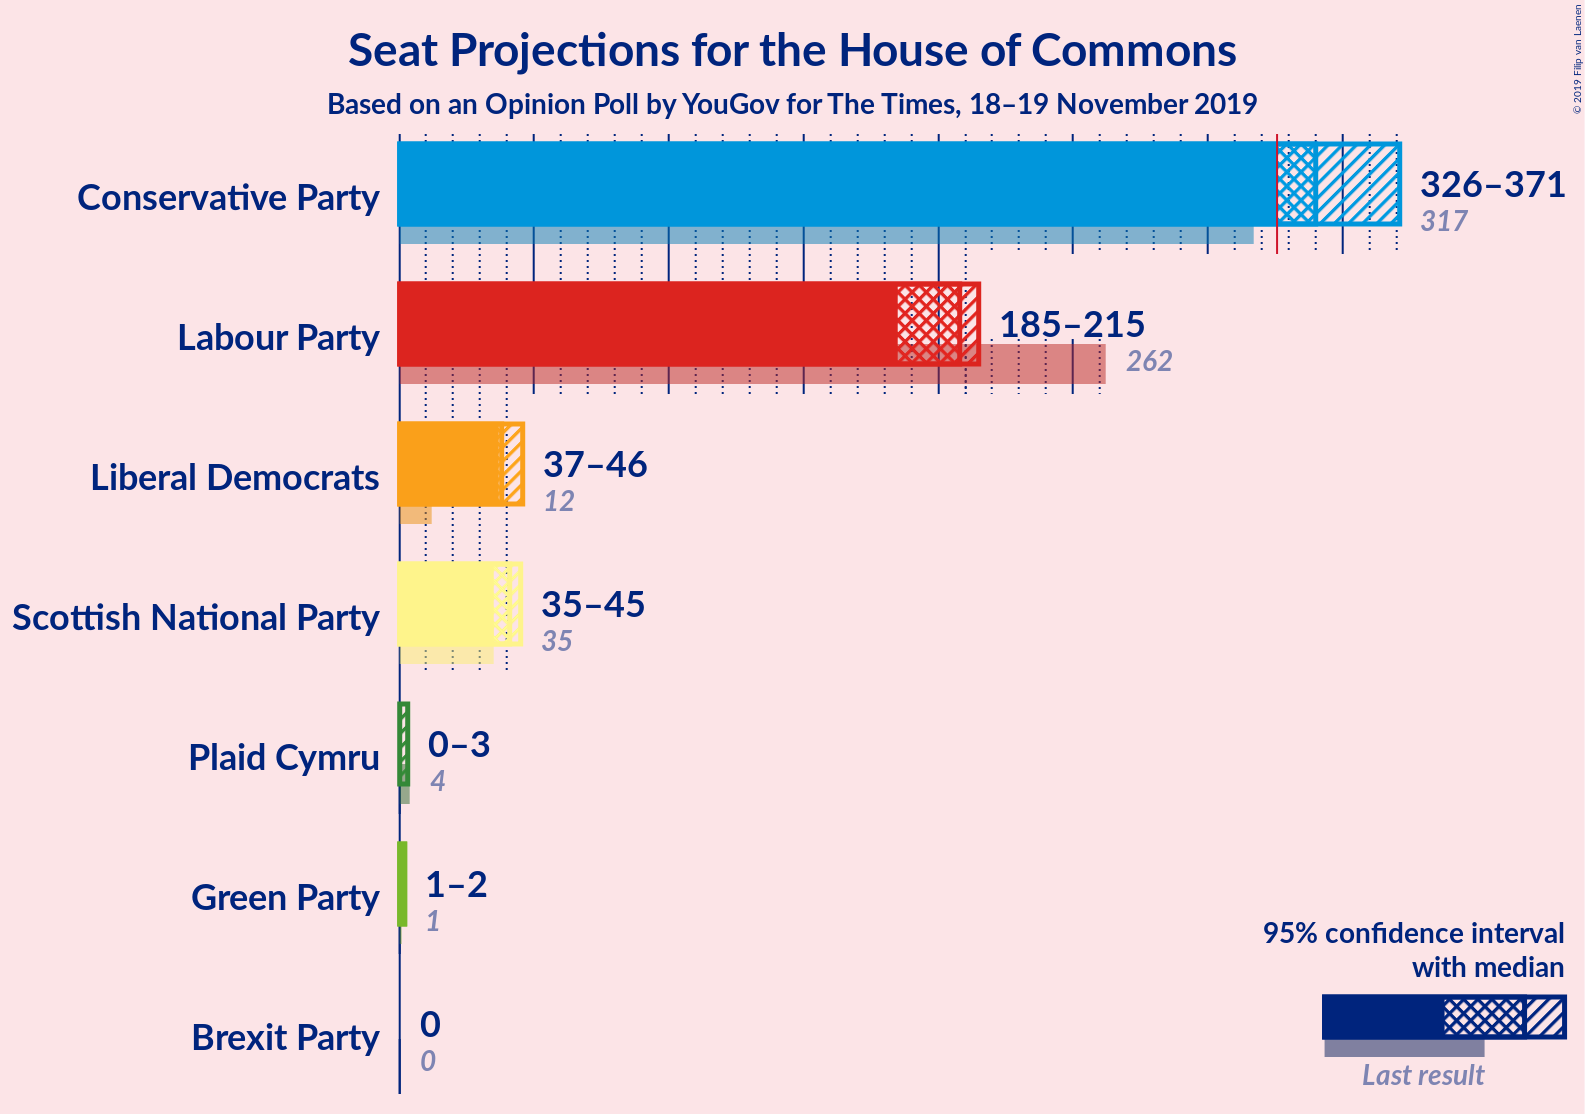 Seat Projections for the House of Commons
Based on an Opinion Poll by YouGov for The Times, 18–19 November 2019
© 2019 Filip van Laenen
Conservative Party
326–371
317
Labour Party
185–215
262
Liberal Democrats
37–46
12
Scottish National Party
35–45
35
Plaid Cymru
0–3
4
Green Party
1–2
1
Brexit Party
0
0
95% confidence interval
with median
Last result